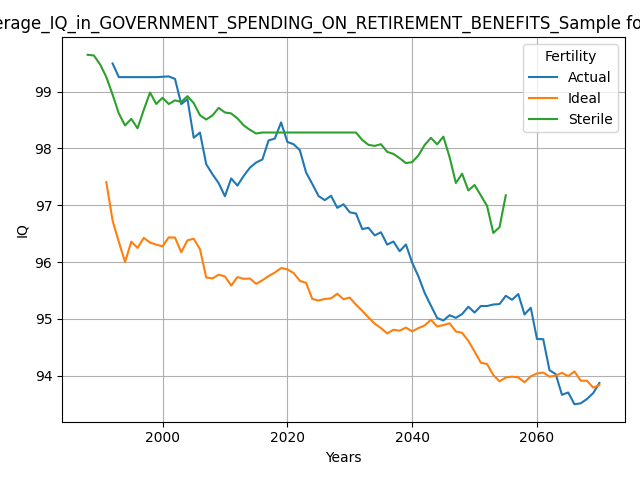 erage_IQ_in_GOVERNMENT_SPENDING_ON_RETIREMENT_BENEFITS_Sample fo
Fertility
Actual
Ideal
Sterile
99
98
97
96
95
94
IQ
2000 2020 2040 2060
Years